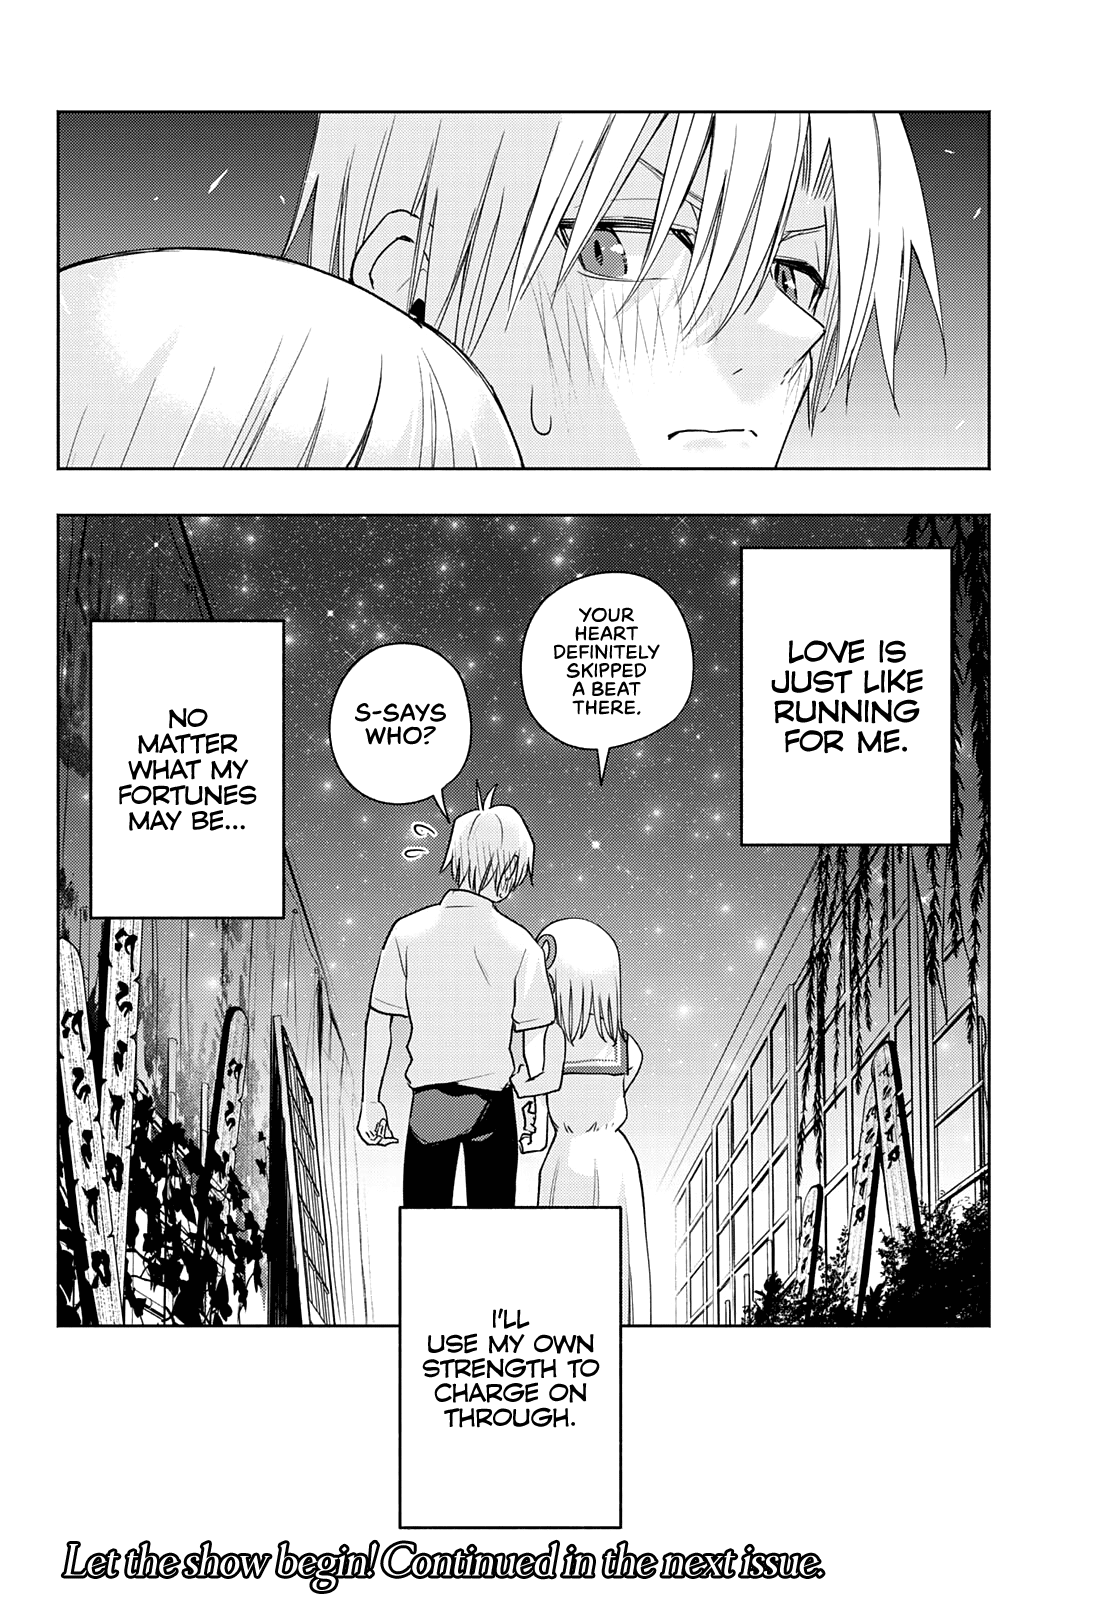 LOVE IS
JUST LIKE
RUNNING
FOR ME.
YOUR
HEART
DEFINITELY
SKIPPED
A BEAT
THERE.
S-SAYS
WHO?
NO
MATTER
WHAT MY
FORTUNES
MAY BE...
I'LL
USE MY OWN
STRENGTH TO
CHARGE ON
THROUGH.
Let the show begin! Continued in the next issue.